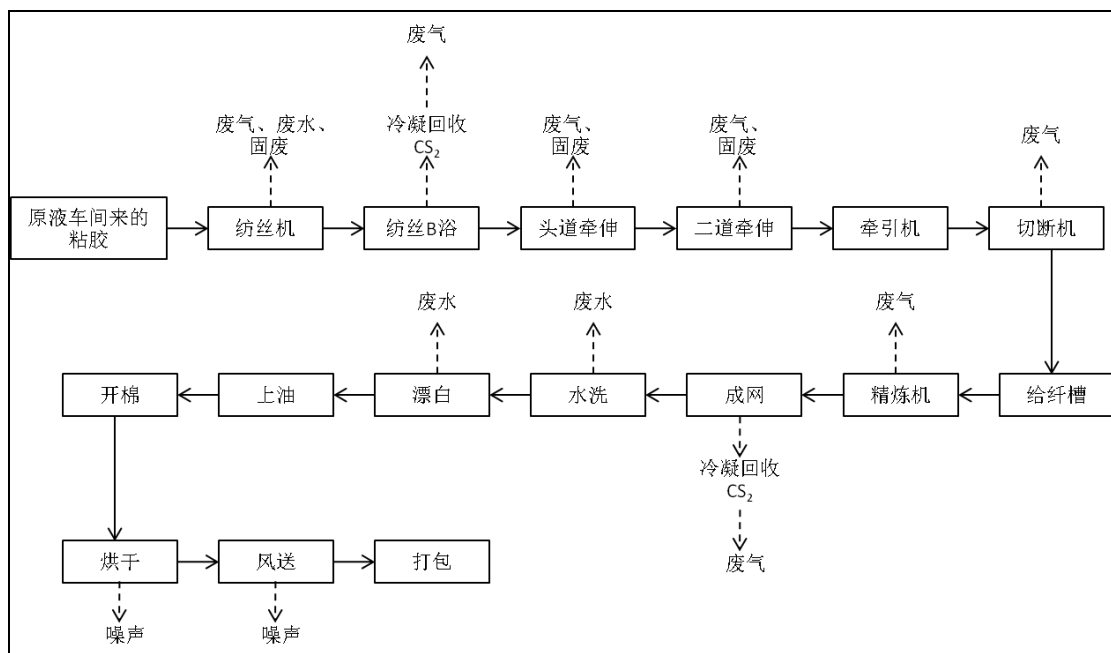 废气
废气、废水、
固废
冷凝回收
CS₂
废气、
固废
废气、
固废
废气
原液车间来的
粘胶
纺丝机
纺丝B浴
头道牵伸
二道牵伸
牵引机
切断机
废水
废水
废气
开棉
上油
漂白
水洗
成网
精炼机
给纤槽
冷凝回收
CS₂
废气
烘干
风送
打包
噪声
噪声